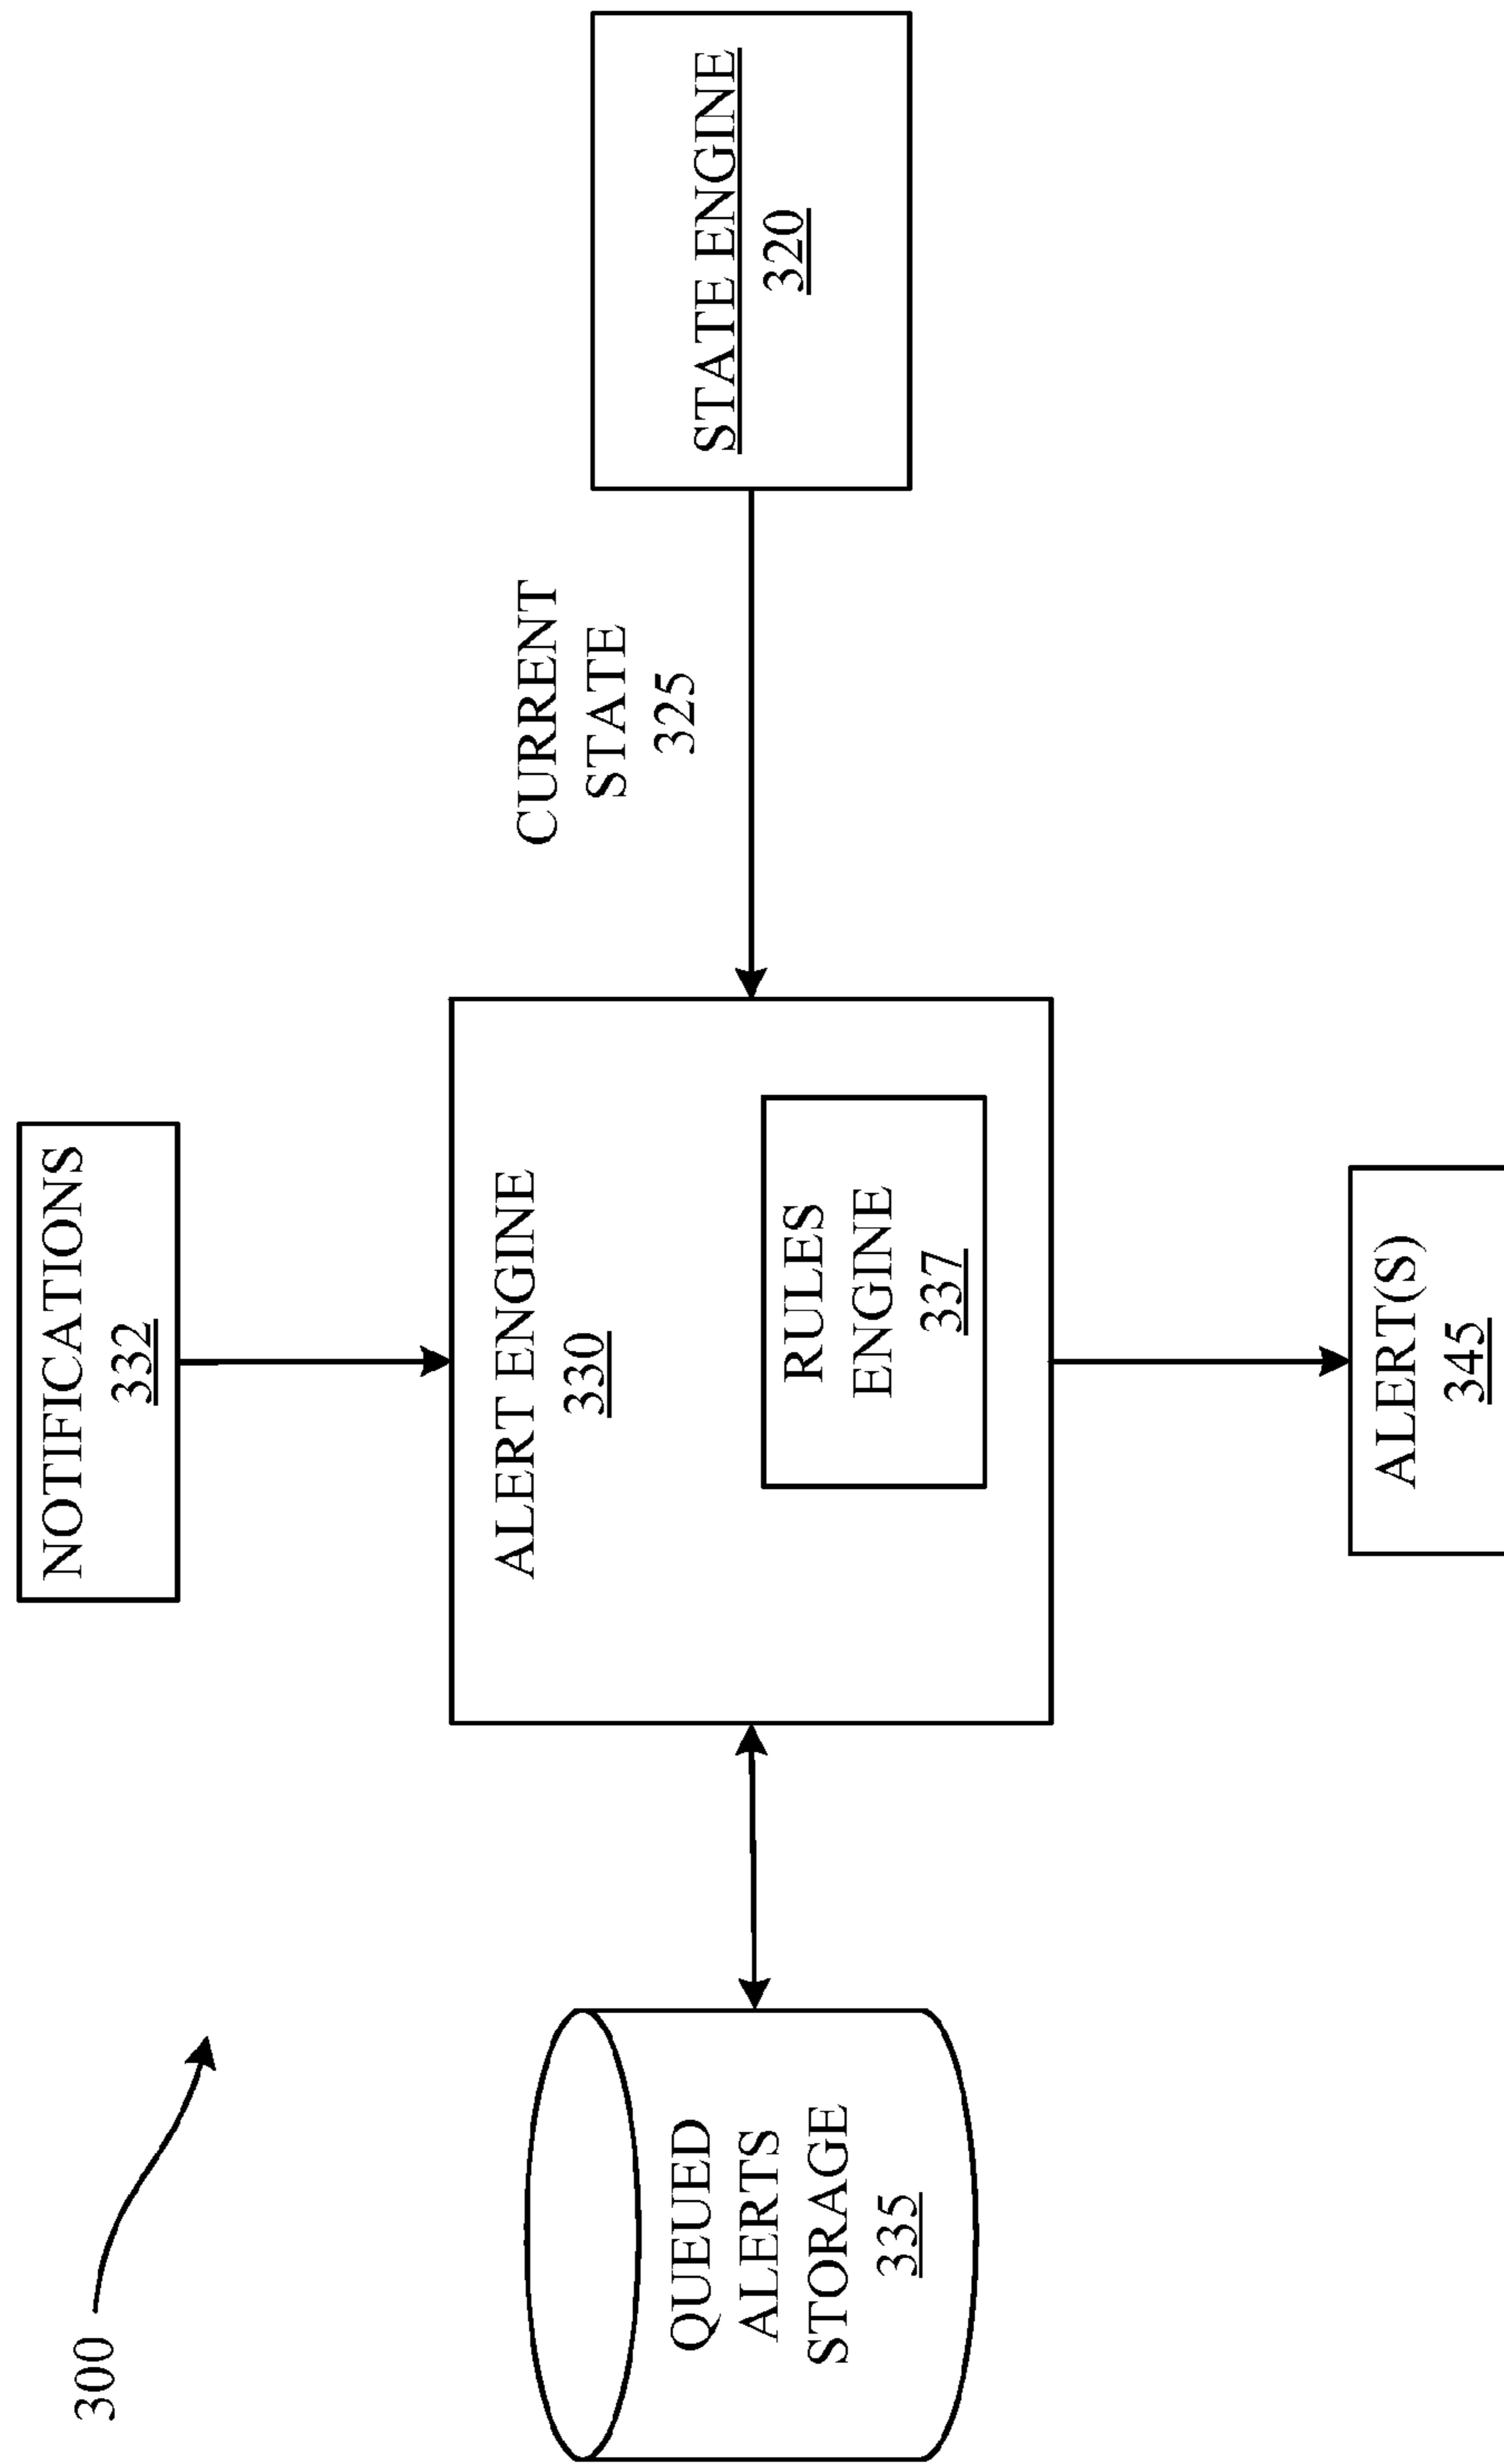 300
NOTIFICATIONS
332
QUEUED
ALERTS
STORAGE
335
ALERT ENGINE
330
RULES
ENGINE
337
CURRENT
STATE
325
STATE ENGINE
320
ALERT(S)
345